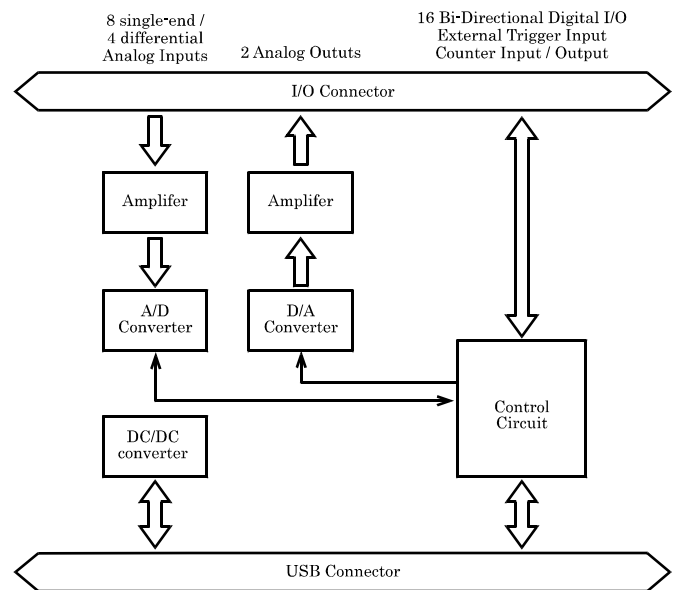 8 single-end /
4 differential
Analog Inputs
2 Analog Oututs
16 Bi-Directional Digital I/O
External Trigger Input
Counter Input / Output
I/O Connector
Amplifer
Amplifer
A/D
Converter
D/A
Converter
Control
Circuit
DC/DC
converter
USB Connector